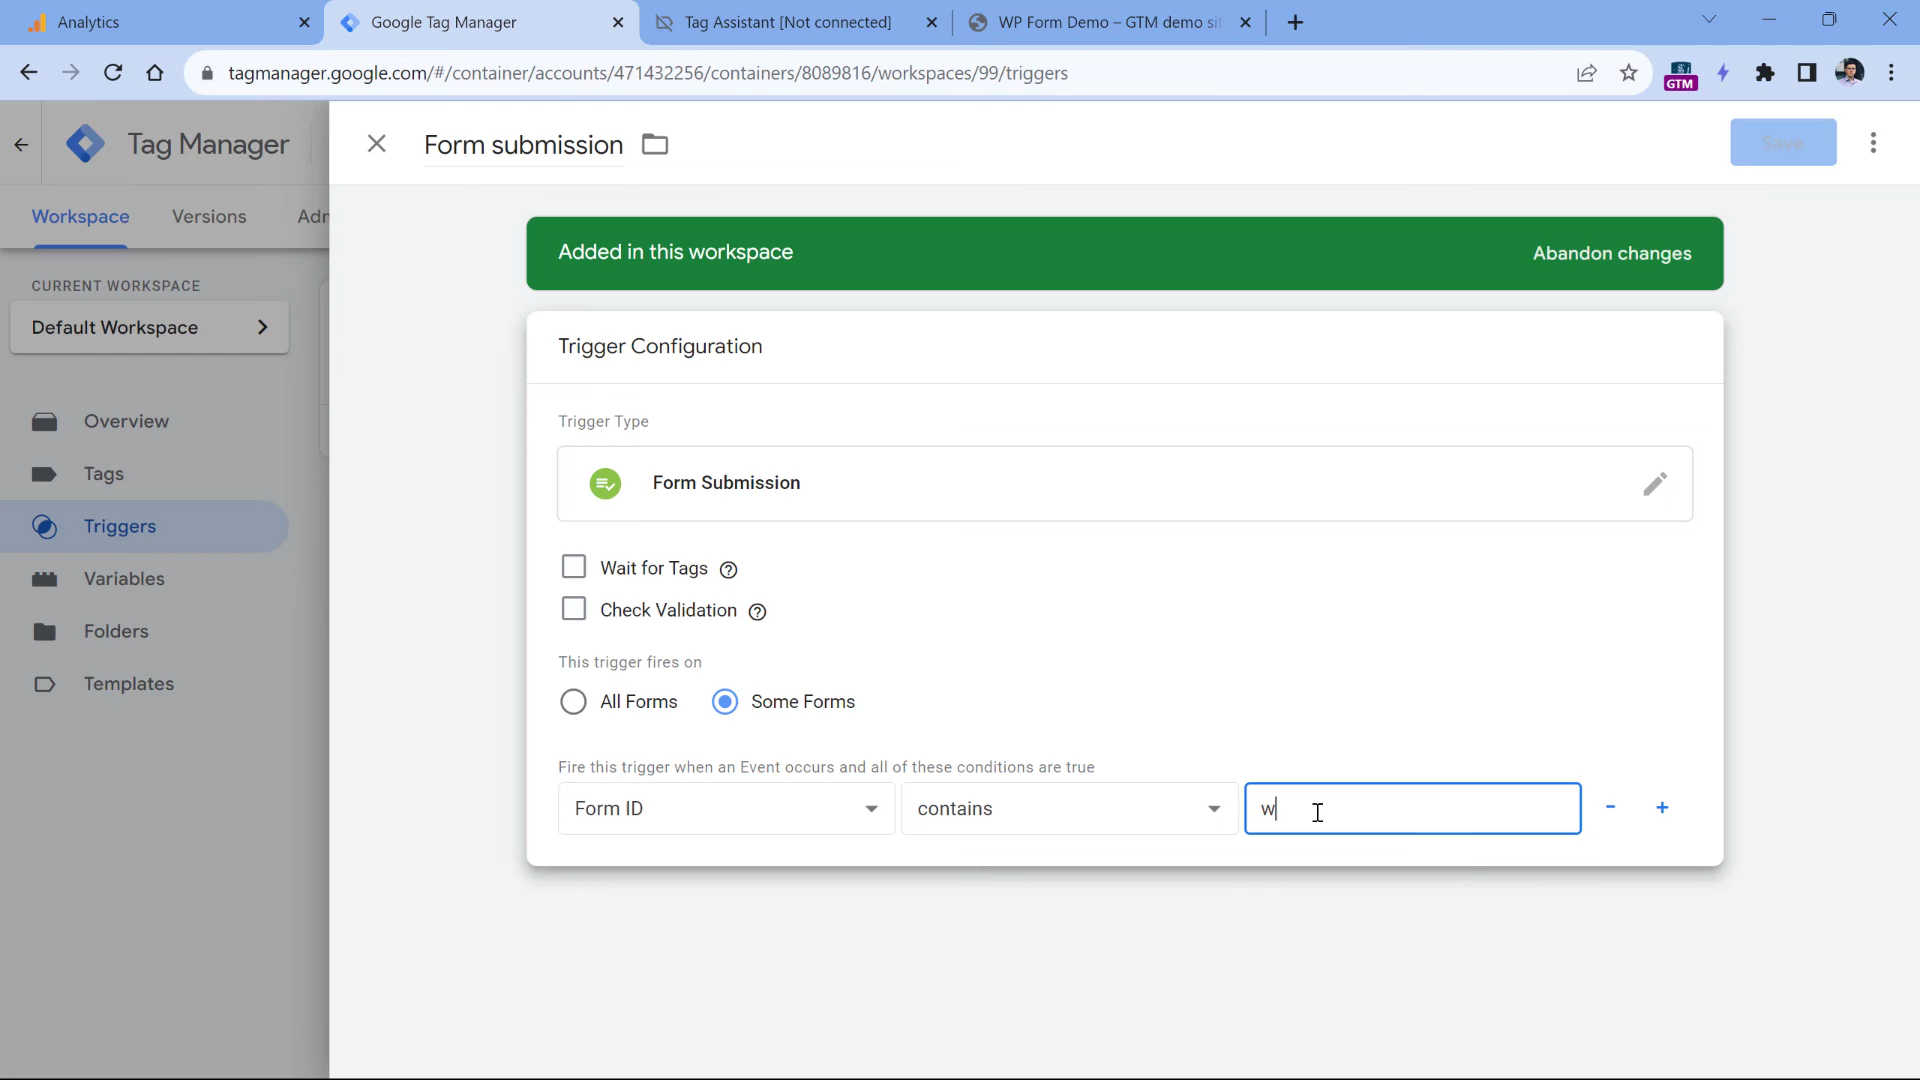 Analytics
Google Tag Manager
Tag Assistant [Not connected]
WP Form Demo – GTM demo sit
tagmanager.google.com/#/container/accounts/471432256/containers/8089816/workspaces/99/triggers
GTM
Tag Manager
Form submission
Save
Workspace
Versions
Adm
Added in this workspace
Abandon changes
CURRENT WORKSPACE
Default Workspace
Trigger Configuration
Overview
Tags
Triggers
Variables
Folders
Templates
Trigger Type
Form Submission
Wait for Tags
Check Validation
This trigger fires on
All Forms
Some Forms
Fire this trigger when an Event occurs and all of these conditions are true
Form ID
contains
w